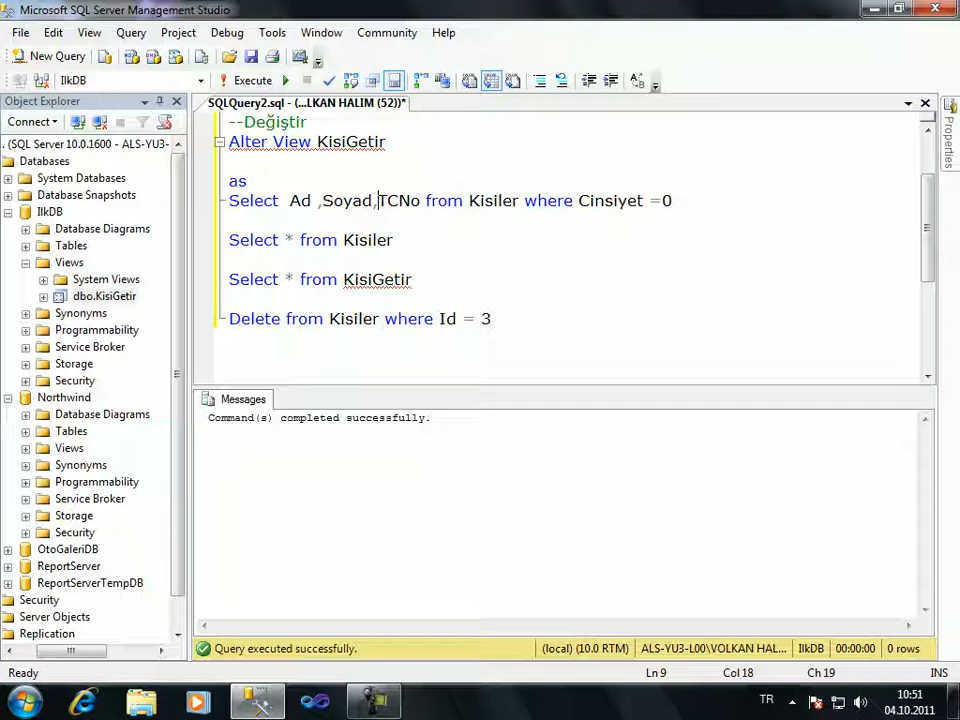 Microsoft SQL Server Management Studio
File Edit View Query Project Debug Tools Window Community Help
New Query
IlkDB Execute
Object Explorer
SQLQuery2.sql - (...LKAN HALIM (52))*
Connect
. (SQL Server 10.0.1600 - ALS-YU3-
Databases
System Databases
Database Snapshots
IlkDB
Database Diagrams
Tables
Views
System Views
dbo.KisiGetir
Synonyms
Programmability
Service Broker
Storage
Security
Northwind
Database Diagrams
Tables
Views
Synonyms
Programmability
Service Broker
Storage
Security
OtoGaleriDB
ReportServer
ReportServerTempDB
Security
Server Objects
Replication
--Değiştir
Alter View KisiGetir
as
Select Ad ,Soyad,TCNo from Kisiler where Cinsiyet =0
Select * from Kisiler
Select * from KisiGetir
Delete from Kisiler where Id = 3
Messages
Command(s) completed successfully.
Query executed successfully. (local) (10.0 RTM) ALS-YU3-L00\VOLKAN HAL... IlkDB 00:00:00 0 rows
Properties
Ready Ln 9 Col 18 Ch 19 INS
TR 10:51
04.10.2011